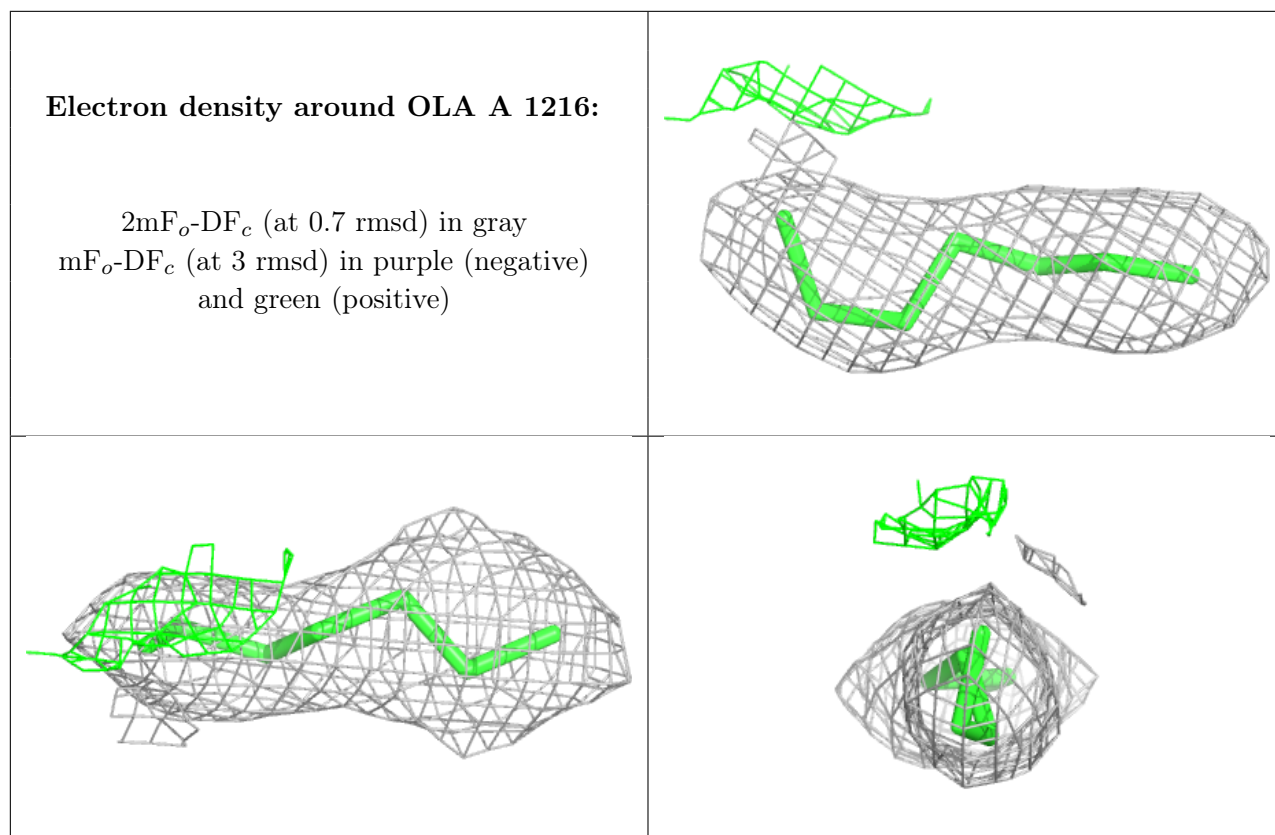 Electron density around OLA A 1216:
2mFo-DFc (at 0.7 rmsd) in gray
mFo-DFc (at 3 rmsd) in purple (negative)
and green (positive)